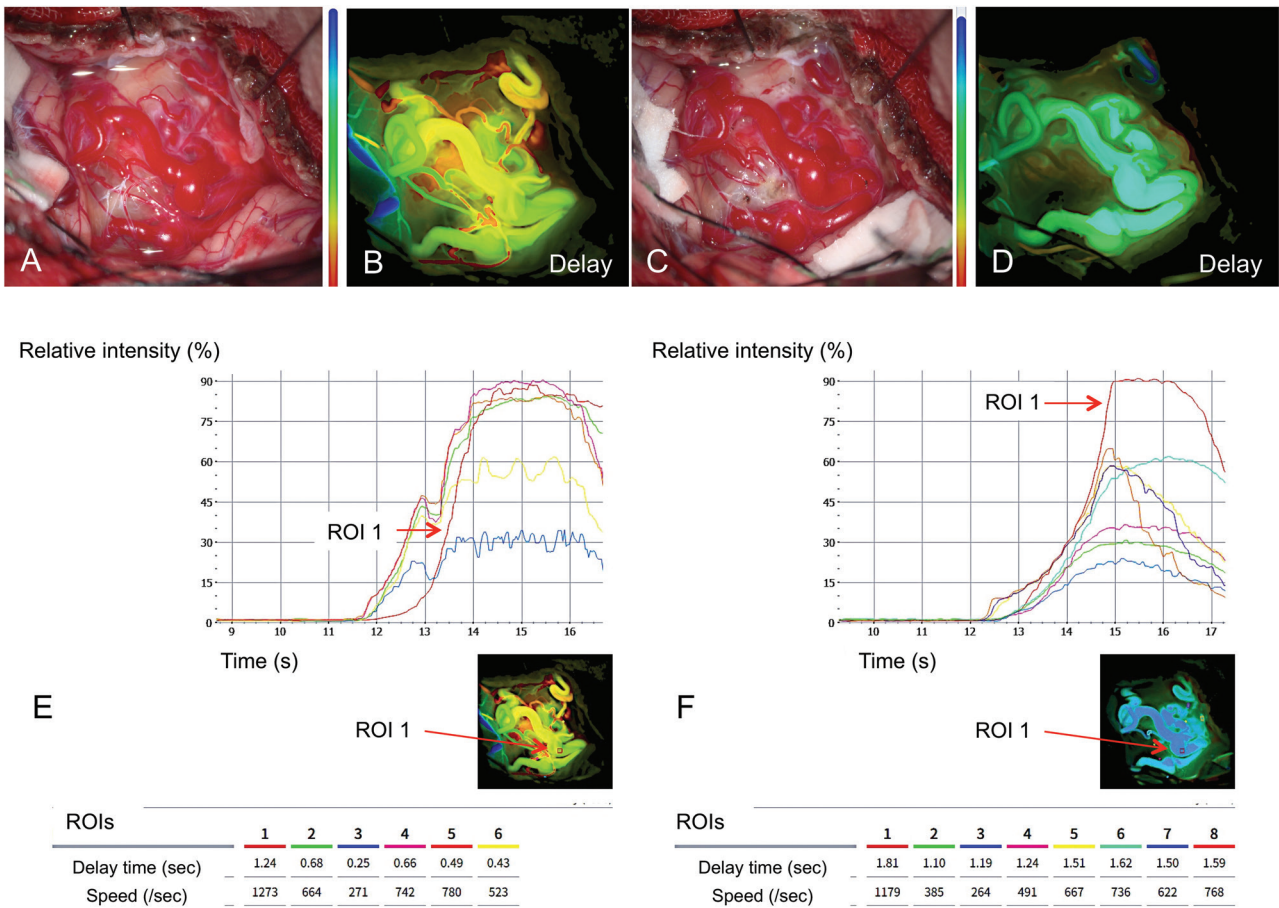 A
B
Delay
C
D
Delay
Relative intensity (%)
90
75
60
45
30
15
0
ROI 1
9 10 11 12 13 14 15 16
Time (s)
E
ROI 1
ROIs
1 2 3 4 5 6
Delay time (sec) 1.24 0.68 0.25 0.66 0.49 0.43
Speed (/sec) 1273 664 271 742 780 523
Relative intensity (%)
90
75
60
45
30
15
0
ROI 1
10 11 12 13 14 15 16 17
Time (s)
F
ROI 1
ROIs
1 2 3 4 5 6 7 8
Delay time (sec) 1.81 1.10 1.19 1.24 1.51 1.62 1.50 1.59
Speed (/sec) 1179 385 264 491 667 736 622 768